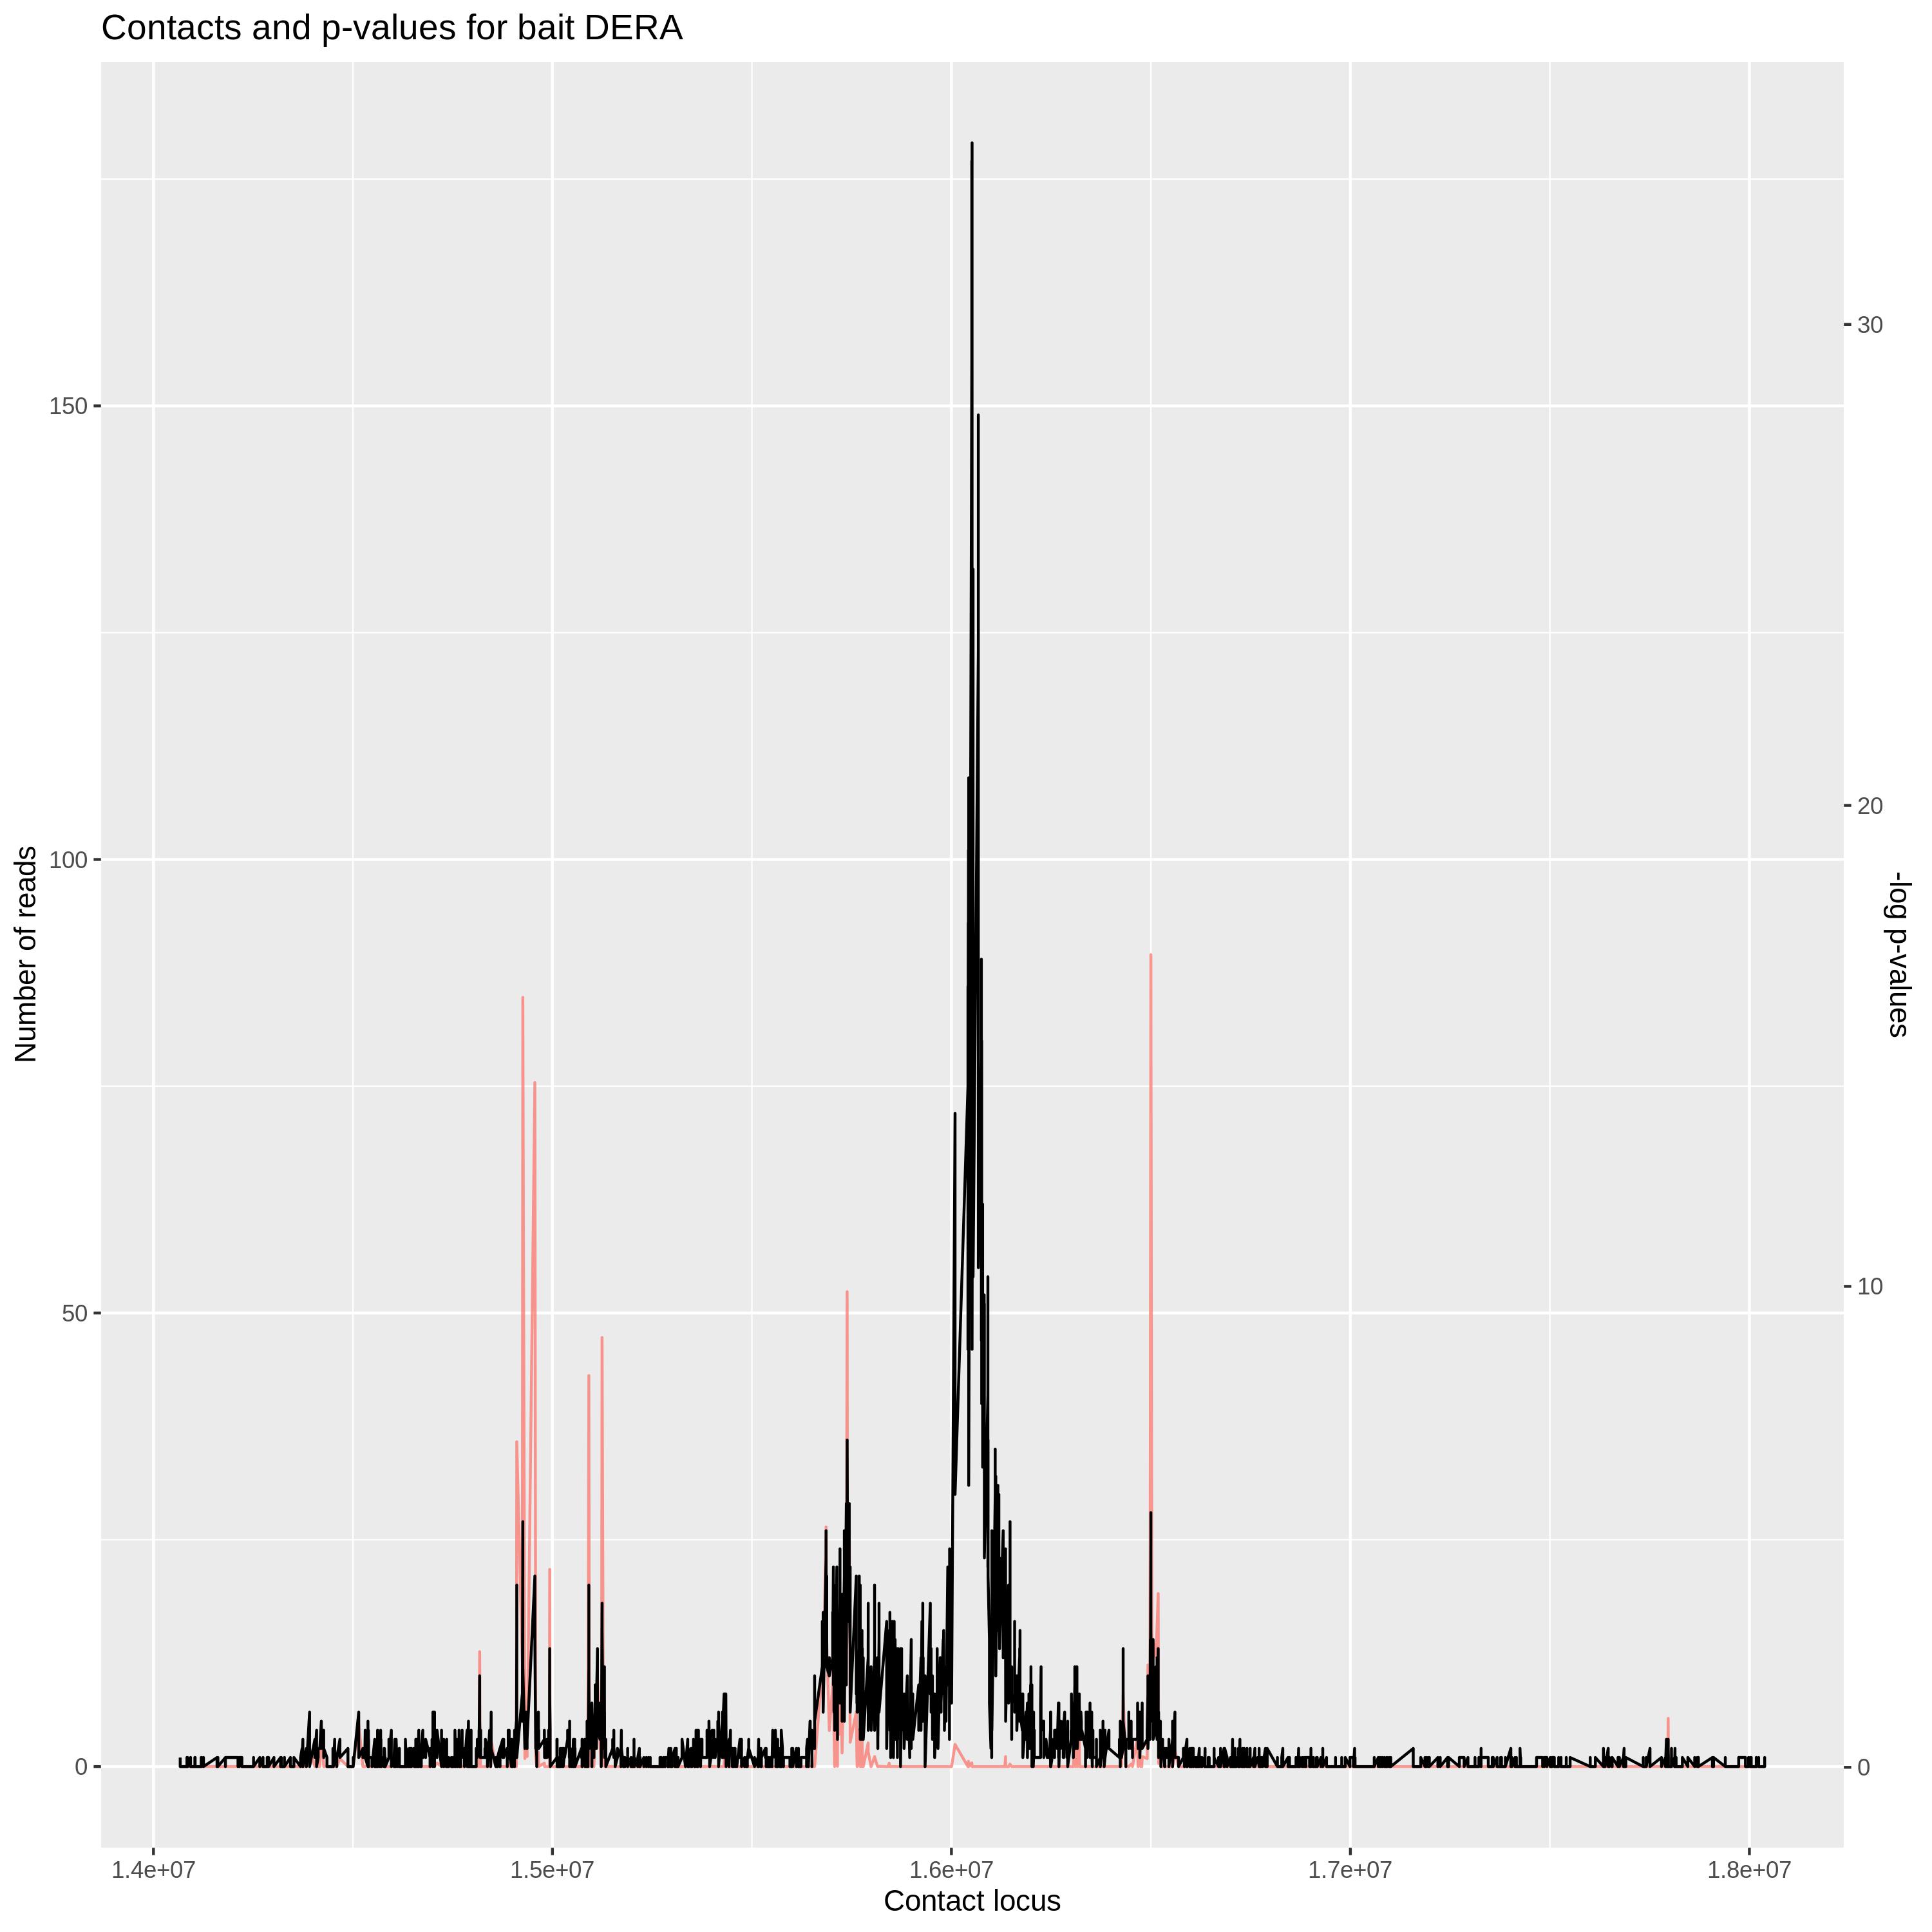 Contacts and p-values for bait DERA
Number of reads
150
100
50
0
30
20
10
0
-log p-values
1.4e+07
1.5e+07
1.6e+07
1.7e+07
1.8e+07
Contact locus